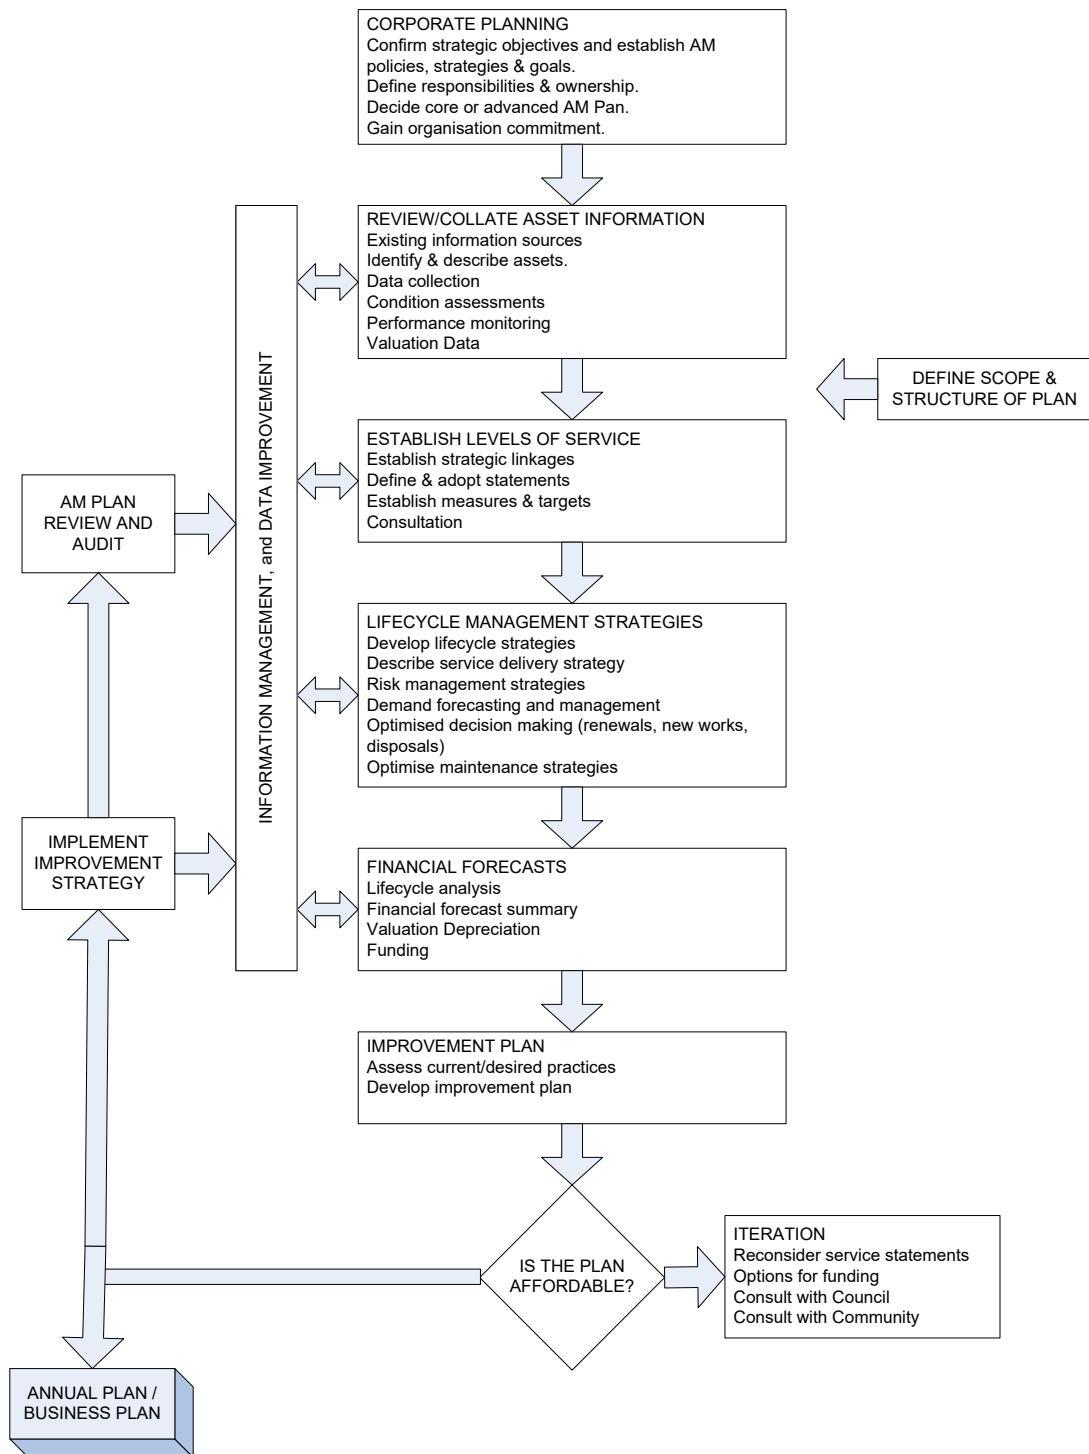 CORPORATE PLANNING
Confirm strategic objectives and establish AM
policies, strategies & goals.
Define responsibilities & ownership.
Decide core or advanced AM Pan.
Gain organisation commitment.
REVIEW/COLLATE ASSET INFORMATION
Existing information sources
Identify & describe assets.
Data collection
Condition assessments
Performance monitoring
Valuation Data
INFORMATION MANAGEMENT, and DATA IMPROVEMENT
DEFINE SCOPE &
STRUCTURE OF PLAN
ESTABLISH LEVELS OF SERVICE
Establish strategic linkages
Define & adopt statements
Establish measures & targets
Consultation
AM PLAN
REVIEW AND
AUDIT
LIFECYCLE MANAGEMENT STRATEGIES
Develop lifecycle strategies
Describe service delivery strategy
Risk management strategies
Demand forecasting and management
Optimised decision making (renewals, new works,
disposals)
Optimise maintenance strategies
IMPLEMENT
IMPROVEMENT
STRATEGY
FINANCIAL FORECASTS
Lifecycle analysis
Financial forecast summary
Valuation Depreciation
Funding
IMPROVEMENT PLAN
Assess current/desired practices
Develop improvement plan
IS THE PLAN
AFFORDABLE?
ITERATION
Reconsider service statements
Options for funding
Consult with Council
Consult with Community
ANNUAL PLAN /
BUSINESS PLAN